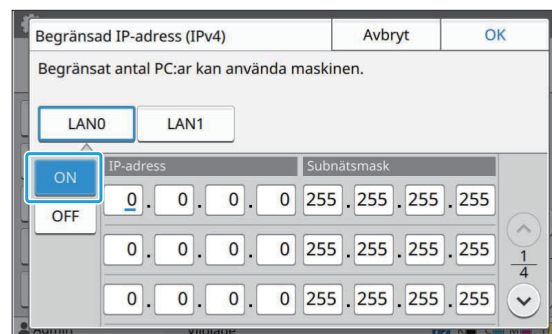 Begränsad IP-adress (IPv4) Avbryt OK
Begränsat antal PC:ar kan använda maskinen.
LAN0 LAN1
ON
IP-adress Subnätsmask
0. 0. 0. 0 255. 255. 255. 255
OFF
0. 0. 0. 0 255. 255. 255. 255
1
4
0. 0. 0. 0 255. 255. 255. 255
Admin Viloläge